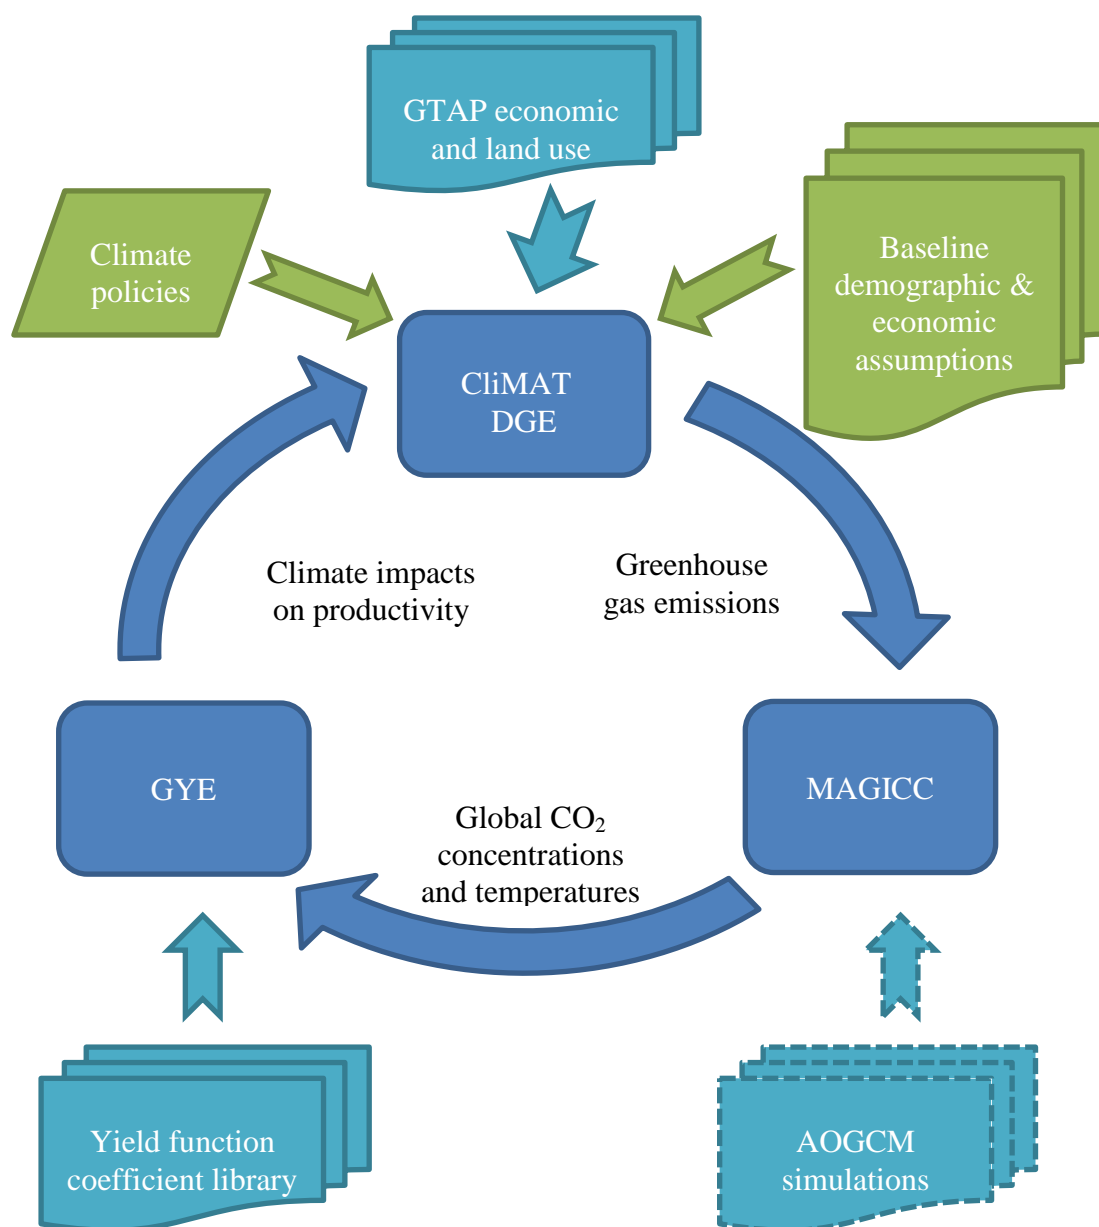 GTAP economic
and land use
Climate
policies
Baseline
demographic &
economic
assumptions
CliMAT
DGE
Climate impacts
on productivity
Greenhouse
gas emissions
GYE
MAGICC
Global CO₂
concentrations
and temperatures
Yield function
coefficient library
AOGCM
simulations